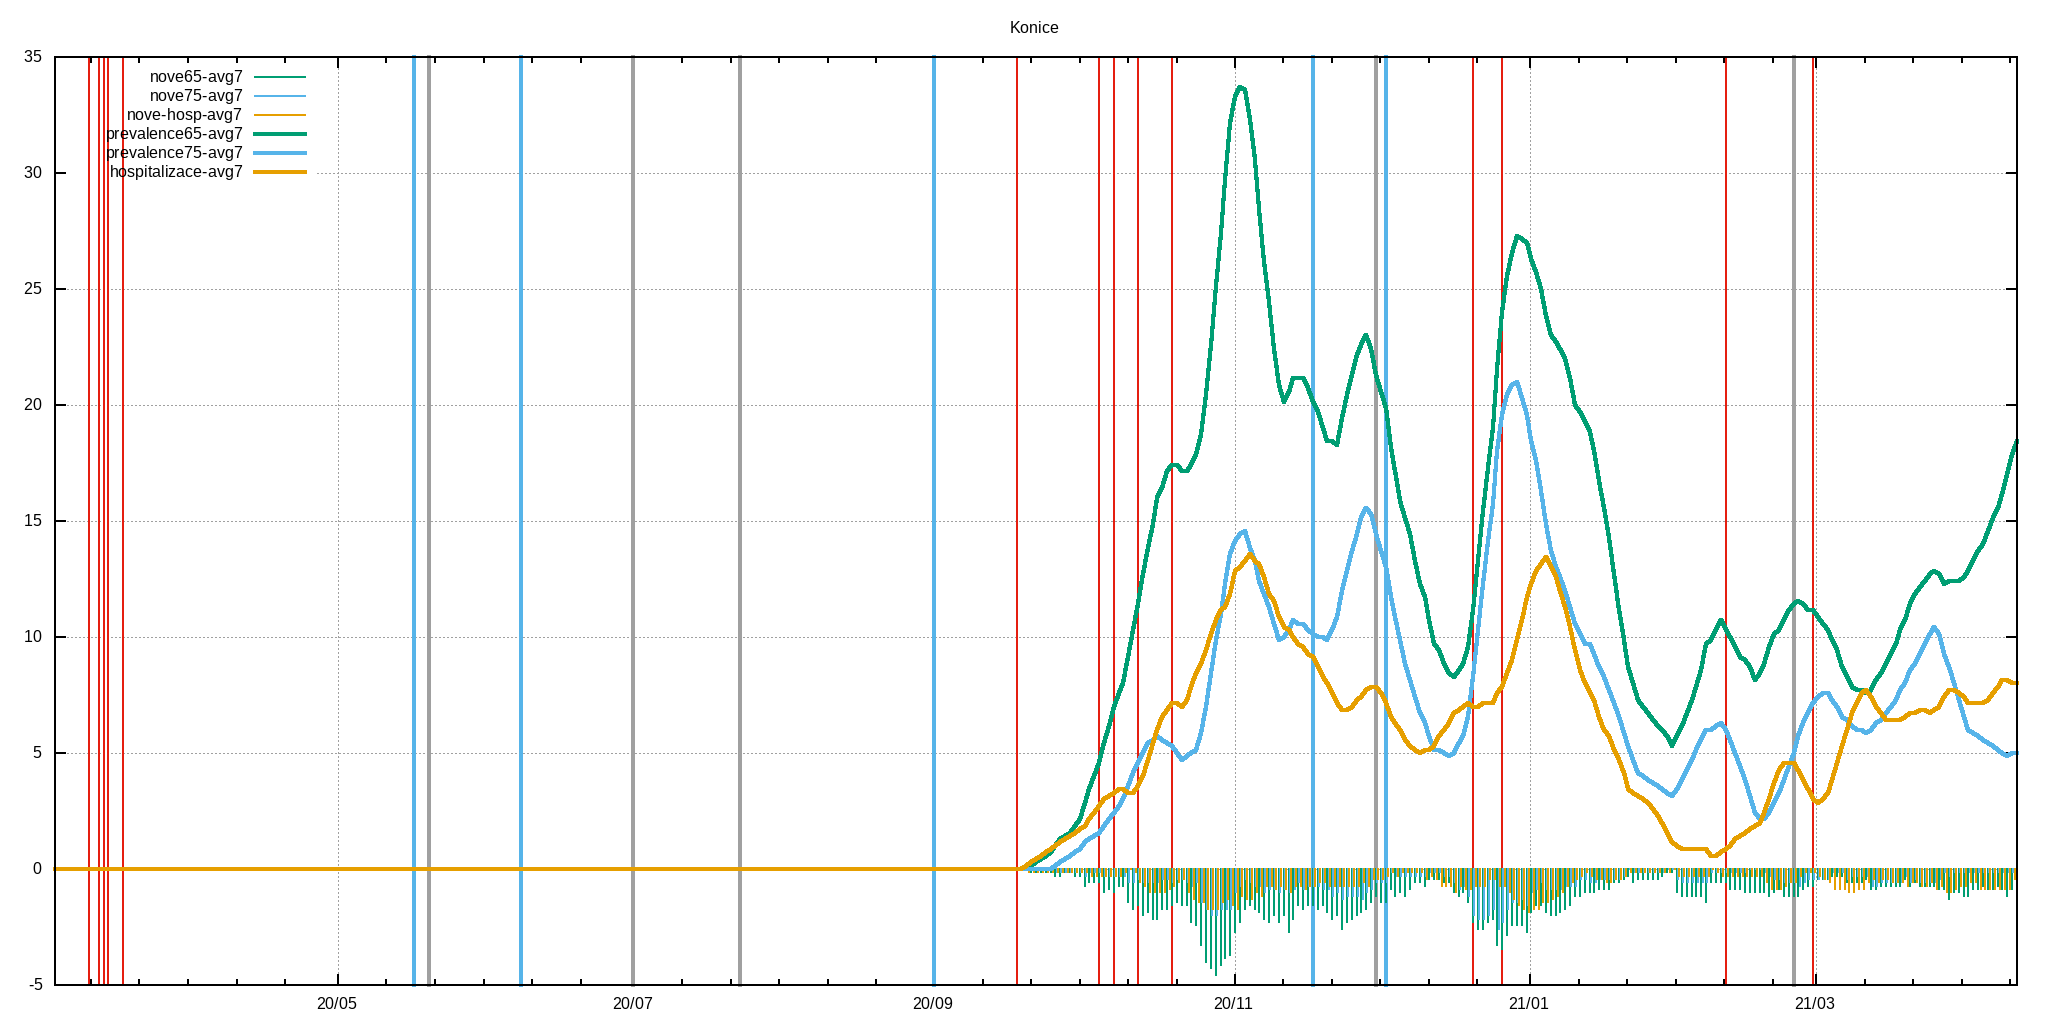 Konice
35
30
25
20
15
10
5
0
-5
nove65-avg7
nove75-avg7
nove-hosp-avg7
prevalence65-avg7
prevalence75-avg7
hospitalizace-avg7
20/05
20/07
20/09
20/11
21/01
21/03